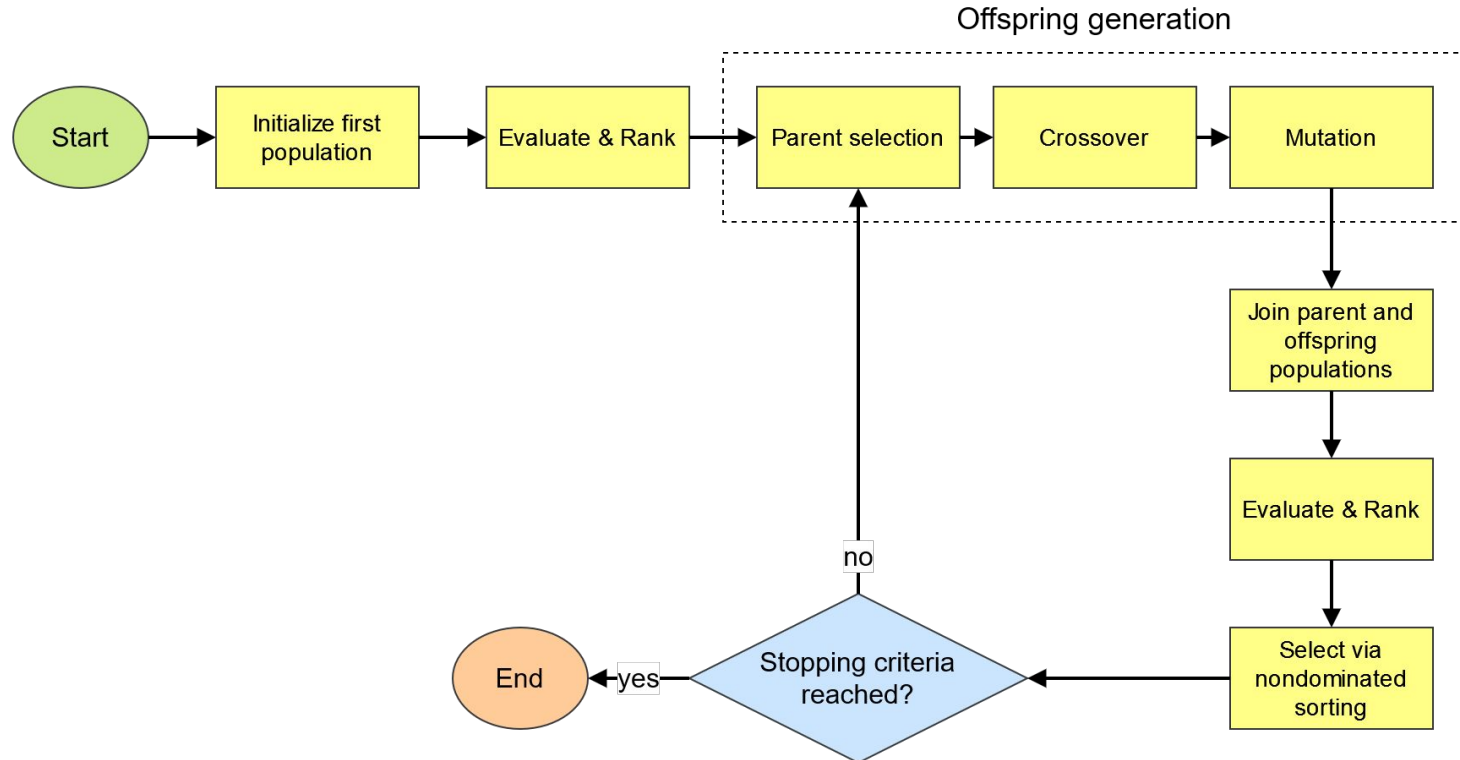 Offspring generation
Start
Initialize first
population
Evaluate & Rank
Parent selection
Crossover
Mutation
Join parent and
offspring
populations
Evaluate & Rank
no
Select via
nondominated
sorting
Stopping criteria
reached?
yes
End